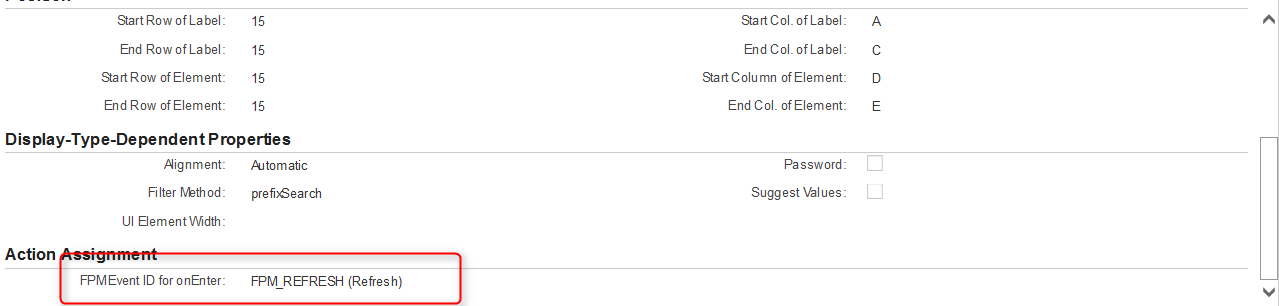 Start Row of Label: 15 Start Col. of Label: A
End Row of Label: 15 End Col. of Label: C
Start Row of Element: 15 Start Column of Element: D
End Row of Element: 15 End Col. of Element: E
Display-Type-Dependent Properties
Alignment: Automatic Password:
Filter Method: prefixSearch Suggest Values:
UI Element Width:
Action Assignment
FPMEvent ID for onEnter: FPM_REFRESH (Refresh)